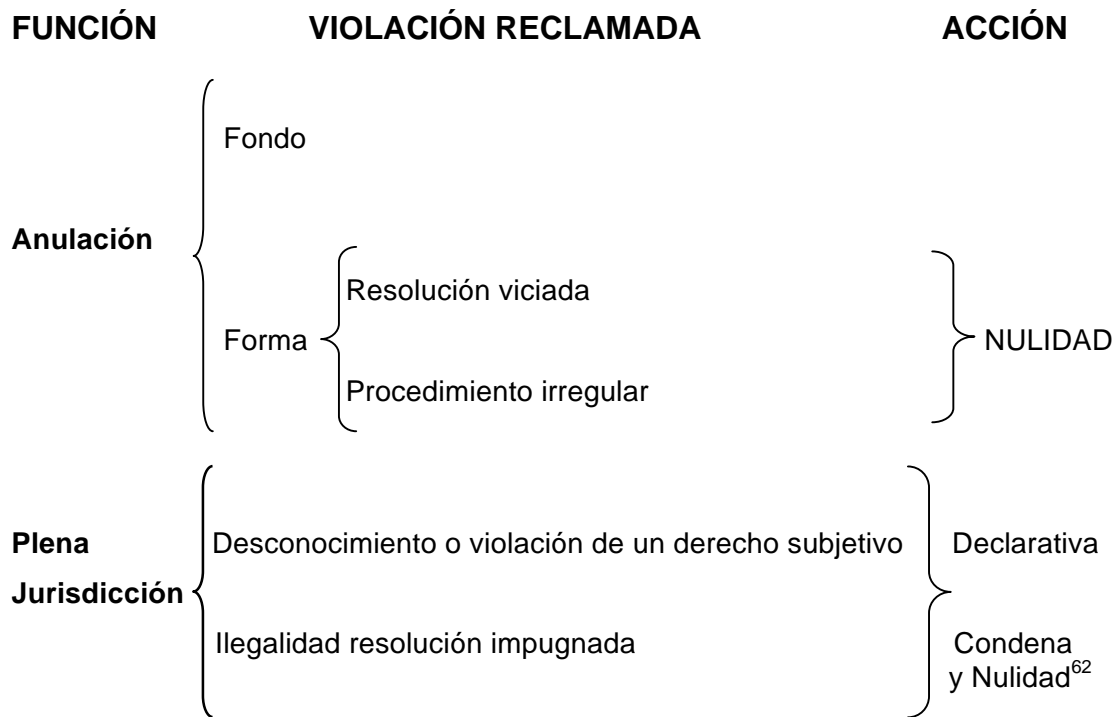 FUNCIÓN VIOLACIÓN RECLAMADA ACCIÓN
Fondo
Anulación
Resolución viciada
Forma NULIDAD
Procedimiento irregular
Plena Desconocimiento o violación de un derecho subjetivo Declarativa
Jurisdicción
Ilegalidad resolución impugnada Condena
y Nulidad62